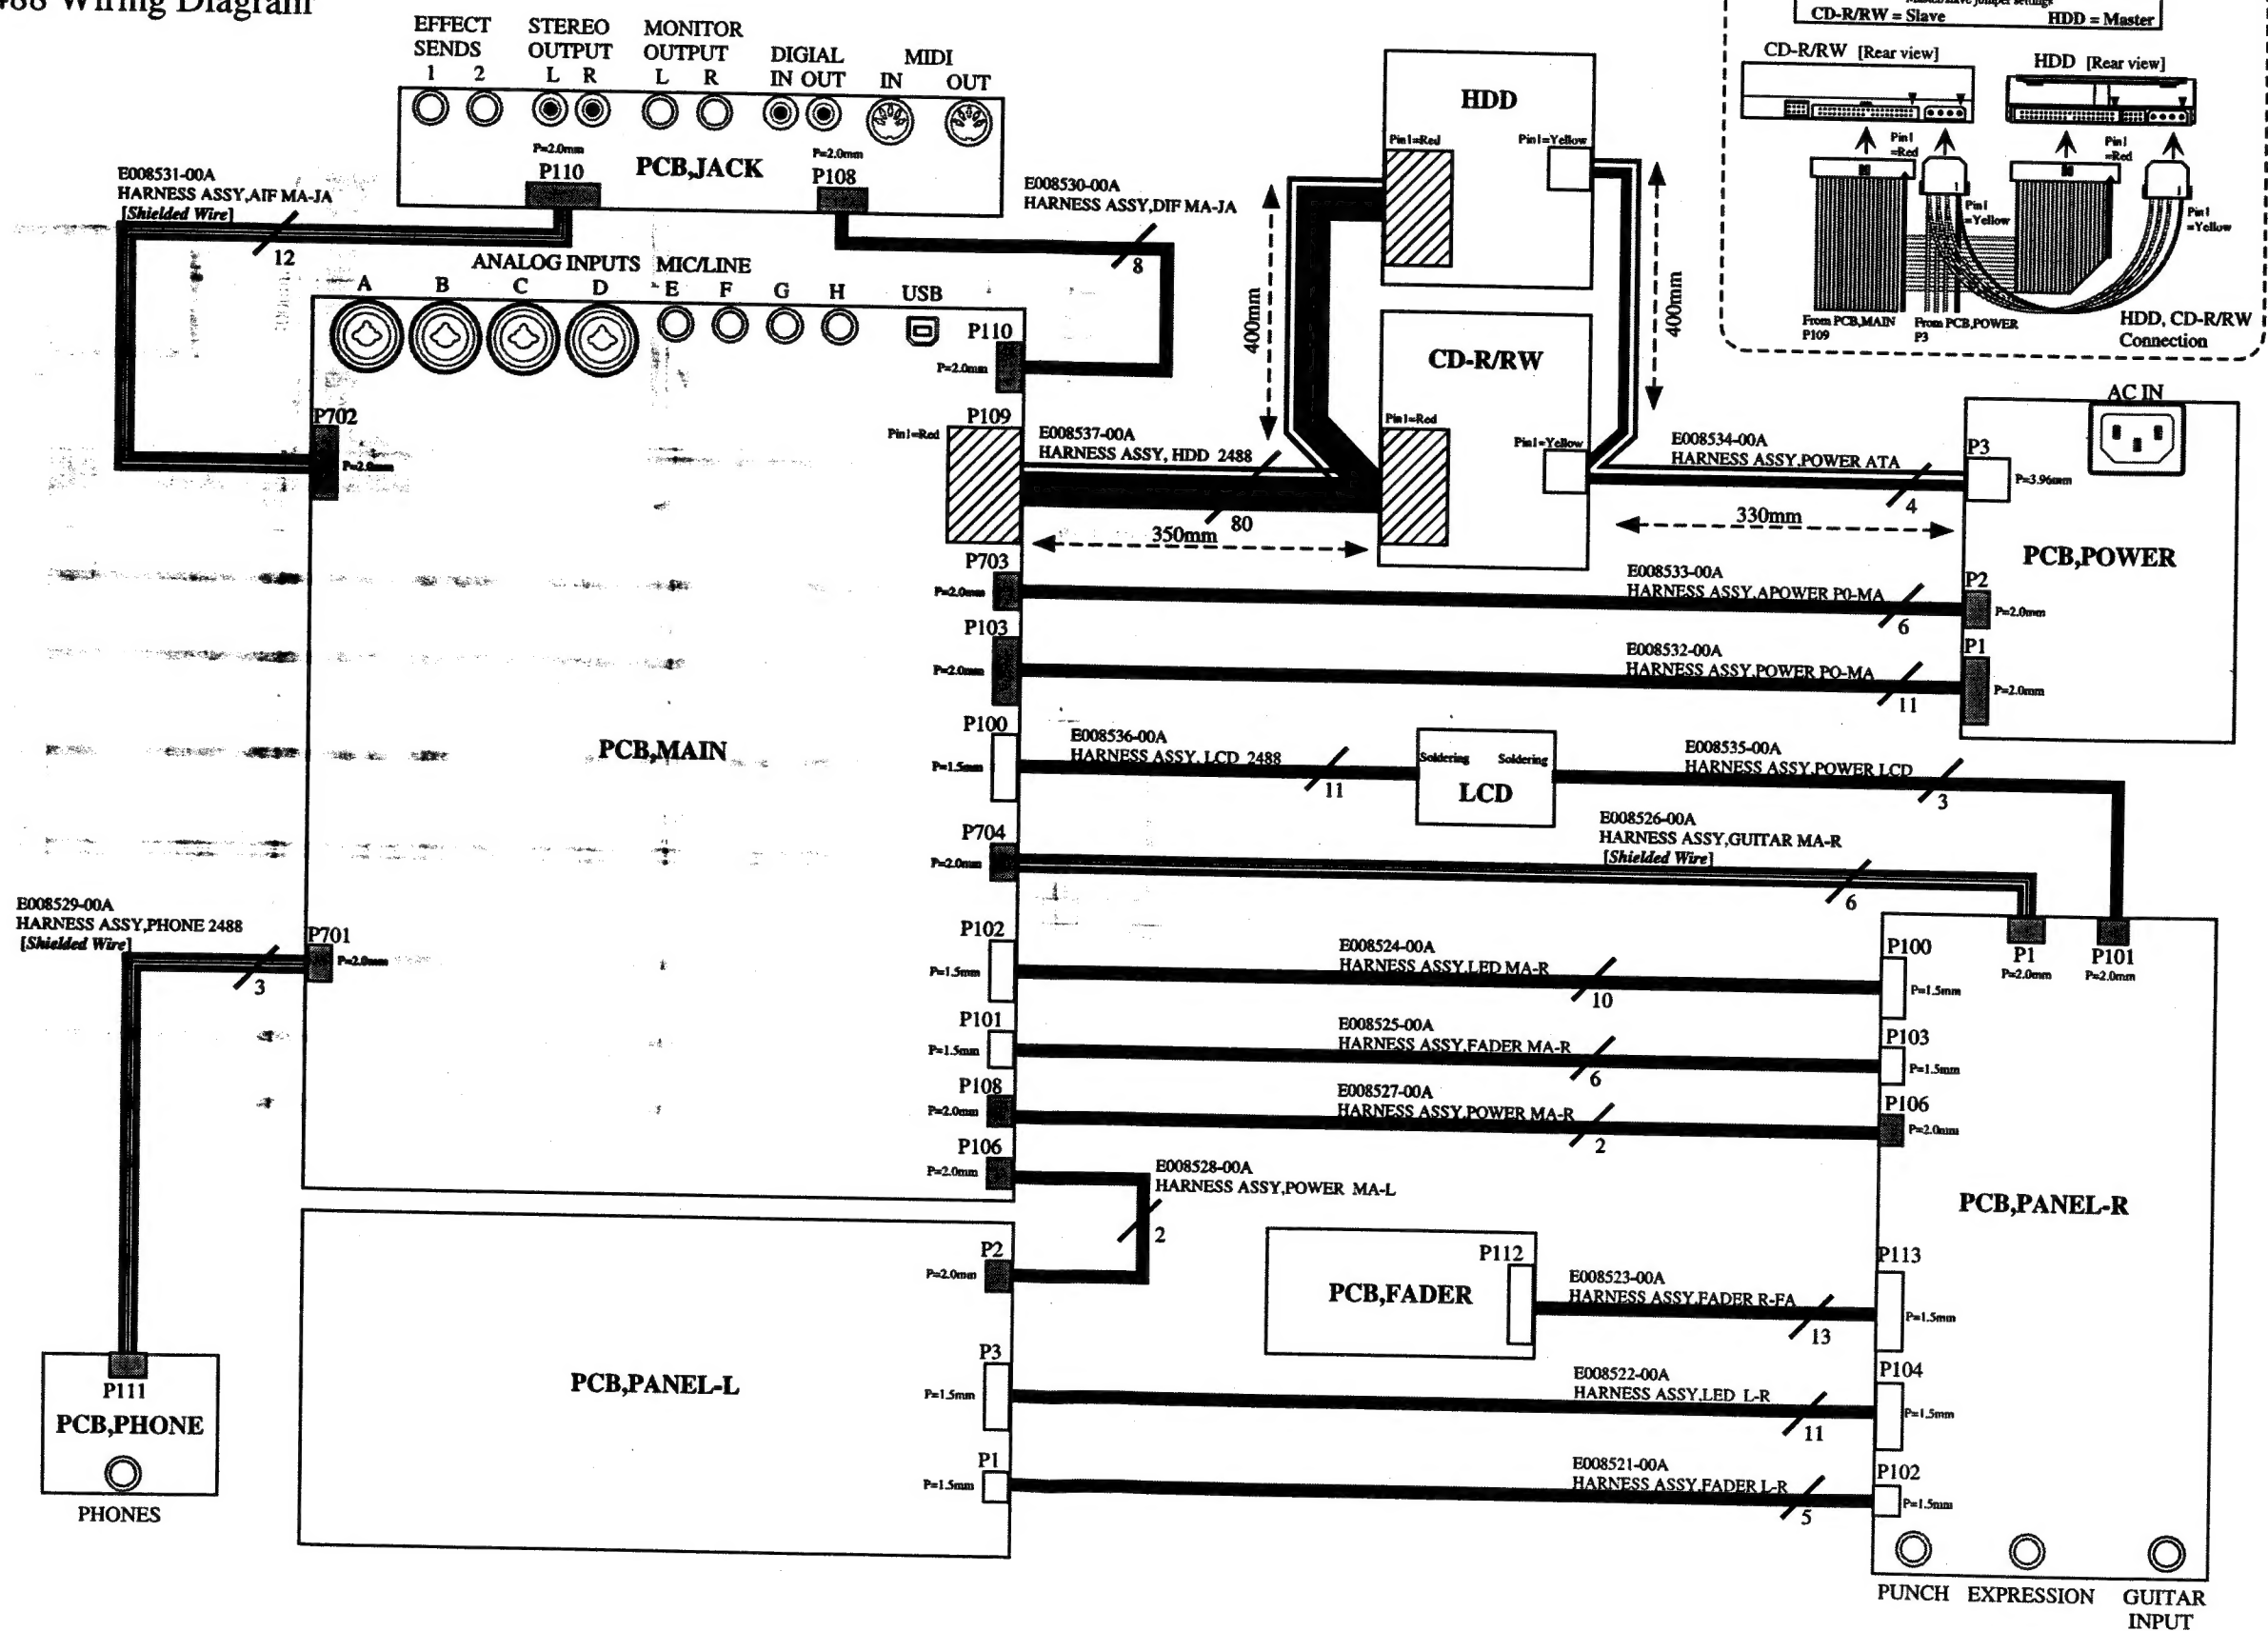 488 Wiring Diagram
EFFECT
SENDS
1 2
STEREO
OUTPUT
L R
MONITOR
OUTPUT
L R
DIGIAL
IN OUT
MIDI
IN OUT
P=2.0mm
P110
PCB,JACK
P=2.0mm
P108
E008531-00A
HARNESS ASSY,AIF MA-JA
[Shielded Wire]
12
E008530-00A
HARNESS ASSY,DIF MA-JA
8
ANALOG INPUTS MIC/LINE
A B C D E F G H
USB
P110
P=2.0mm
P702
P=2.0mm
P109
Pin1=Red
E008537-00A
HARNESS ASSY, HDD 2488
80
350mm
400mm
HDD
Pin1=Red
Pin1=Yellow
CD-R/RW
Pin1=Red
Pin1=Yellow
400mm
Master/slave jumper settings
CD-R/RW = Slave HDD = Master
CD-R/RW [Rear view]
HDD [Rear view]
Pin1
=Red
Pin1
=Yellow
Pin1
=Red
Pin1
=Yellow
From PCB,MAIN
P109
From PCB,POWER
P3
HDD, CD-R/RW
Connection
E008534-00A
HARNESS ASSY,POWER ATA
4
330mm
AC IN
P3
P=3.96mm
PCB,POWER
P2
P=2.0mm
P1
P=2.0mm
P703
P=2.0mm
E008533-00A
HARNESS ASSY,APOWER P0-MA
6
P103
P=2.0mm
E008532-00A
HARNESS ASSY,POWER PO-MA
11
PCB,MAIN
P100
P=1.5mm
E008536-00A
HARNESS ASSY, LCD 2488
11
Soldering Soldering
LCD
E008535-00A
HARNESS ASSY,POWER LCD
3
P704
P=2.0mm
E008526-00A
HARNESS ASSY,GUITAR MA-R
[Shielded Wire]
6
E008529-00A
HARNESS ASSY,PHONE 2488
[Shielded Wire]
3
P701
P=2.0mm
P1
P=2.0mm
P101
P=2.0mm
P102
P=1.5mm
E008524-00A
HARNESS ASSY,LED MA-R
10
P100
P=1.5mm
P101
P=1.5mm
E008525-00A
HARNESS ASSY,FADER MA-R
6
P103
P=1.5mm
P108
P=2.0mm
E008527-00A
HARNESS ASSY,POWER MA-R
2
P106
P=2.0mm
P106
P=2.0mm
E008528-00A
HARNESS ASSY,POWER MA-L
2
PCB,PANEL-R
P2
P=2.0mm
PCB,FADER
P112
E008523-00A
HARNESS ASSY,FADER R-FA
13
P113
P=1.5mm
PCB,PANEL-L
P3
P=1.5mm
E008522-00A
HARNESS ASSY,LED L-R
11
P104
P=1.5mm
P1
P=1.5mm
E008521-00A
HARNESS ASSY,FADER L-R
5
P102
P=1.5mm
P111
PCB,PHONE
PHONES
PUNCH EXPRESSION GUITAR
INPUT